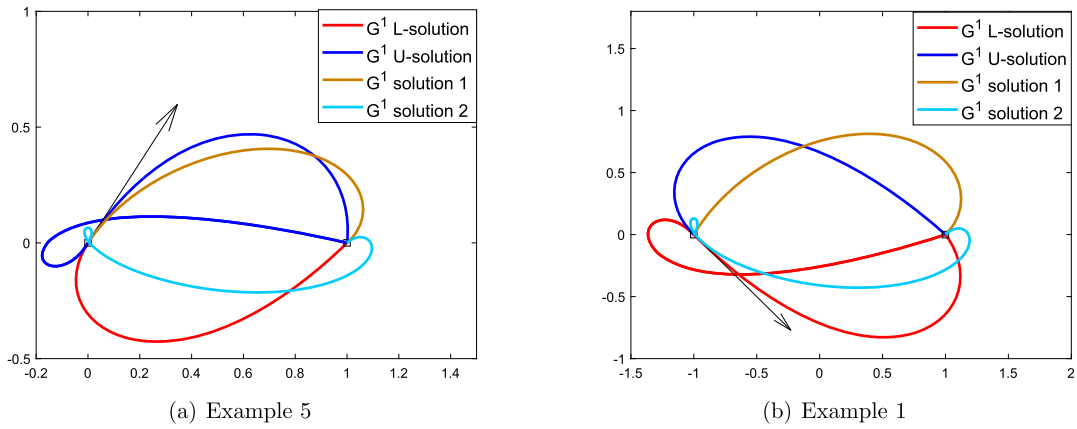 1
0.5
0
-0.5
-0.2 0 0.2 0.4 0.6 0.8 1 1.2 1.4
G¹ L-solution
G¹ U-solution
G¹ solution 1
G¹ solution 2
(a) Example 5
1.5
1
0.5
0
-0.5
-1
-1.5 -1 -0.5 0 0.5 1 1.5 2
G¹ L-solution
G¹ U-solution
G¹ solution 1
G¹ solution 2
(b) Example 1